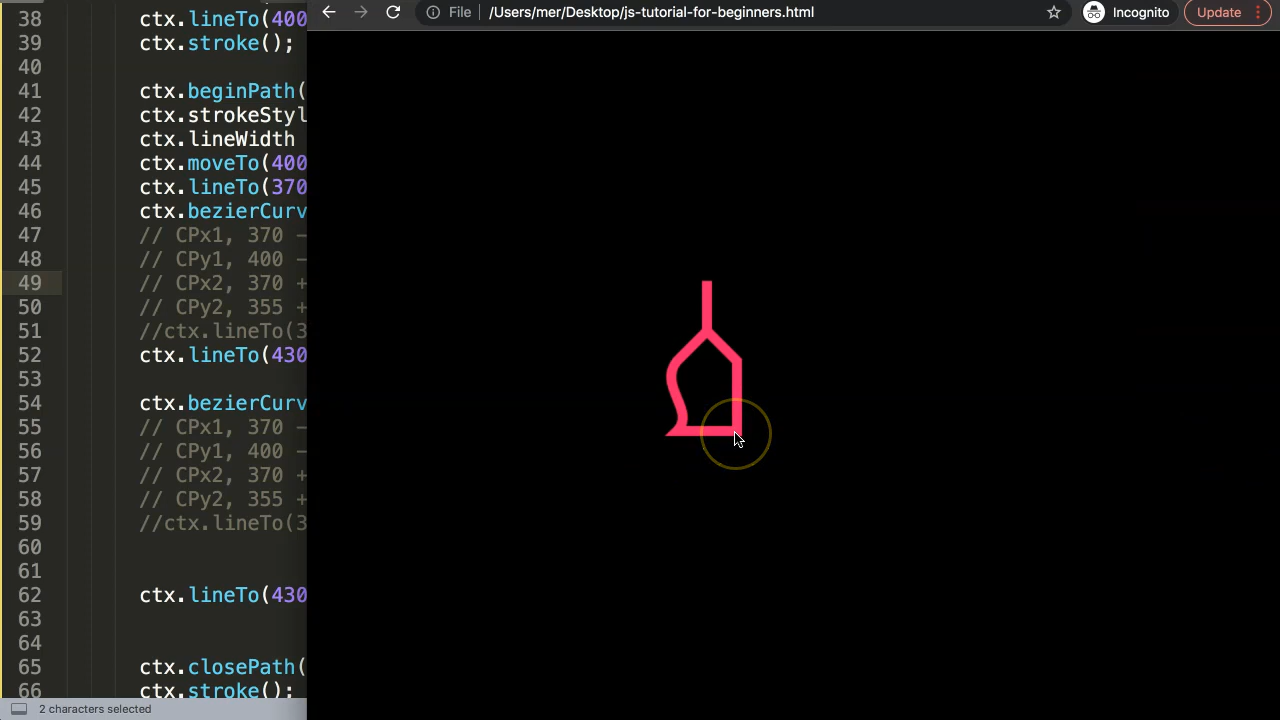 File /Users/mer/Desktop/js-tutorial-for-beginners.html Incognito Update
38 ctx.lineTo(400
39 ctx.stroke();
40
41 ctx.beginPath(
42 ctx.strokeStyl
43 ctx.lineWidth
44 ctx.moveTo(400
45 ctx.lineTo(370
46 ctx.bezierCurv
47 // CPx1, 370 -
48 // CPy1, 400 -
49 // CPx2, 370 +
50 // CPy2, 355 +
51 //ctx.lineTo(3
52 ctx.lineTo(430
53
54 ctx.bezierCurv
55 // CPx1, 370 -
56 // CPy1, 400 -
57 // CPx2, 370 +
58 // CPy2, 355 +
59 //ctx.lineTo(3
60
61
62 ctx.lineTo(430
63
64
65 ctx.closePath(
66 ctx.stroke();
2 characters selected